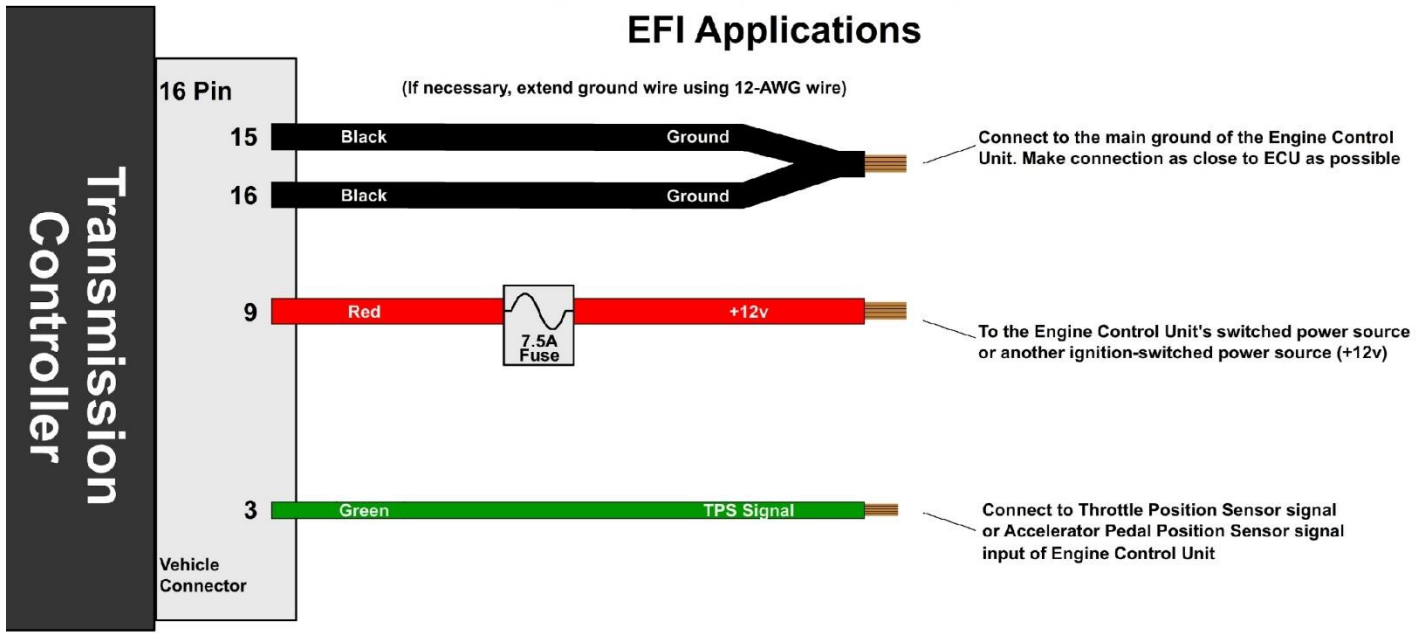 EFI Applications
Transmission
Controller
16 Pin
(If necessary, extend ground wire using 12-AWG wire)
15
Black
Ground
16
Black
Ground
Connect to the main ground of the Engine Control
Unit. Make connection as close to ECU as possible
9
Red
7.5A
Fuse
+12v
To the Engine Control Unit's switched power source
or another ignition-switched power source (+12v)
3
Green
TPS Signal
Connect to Throttle Position Sensor signal
or Accelerator Pedal Position Sensor signal
input of Engine Control Unit
Vehicle
Connector